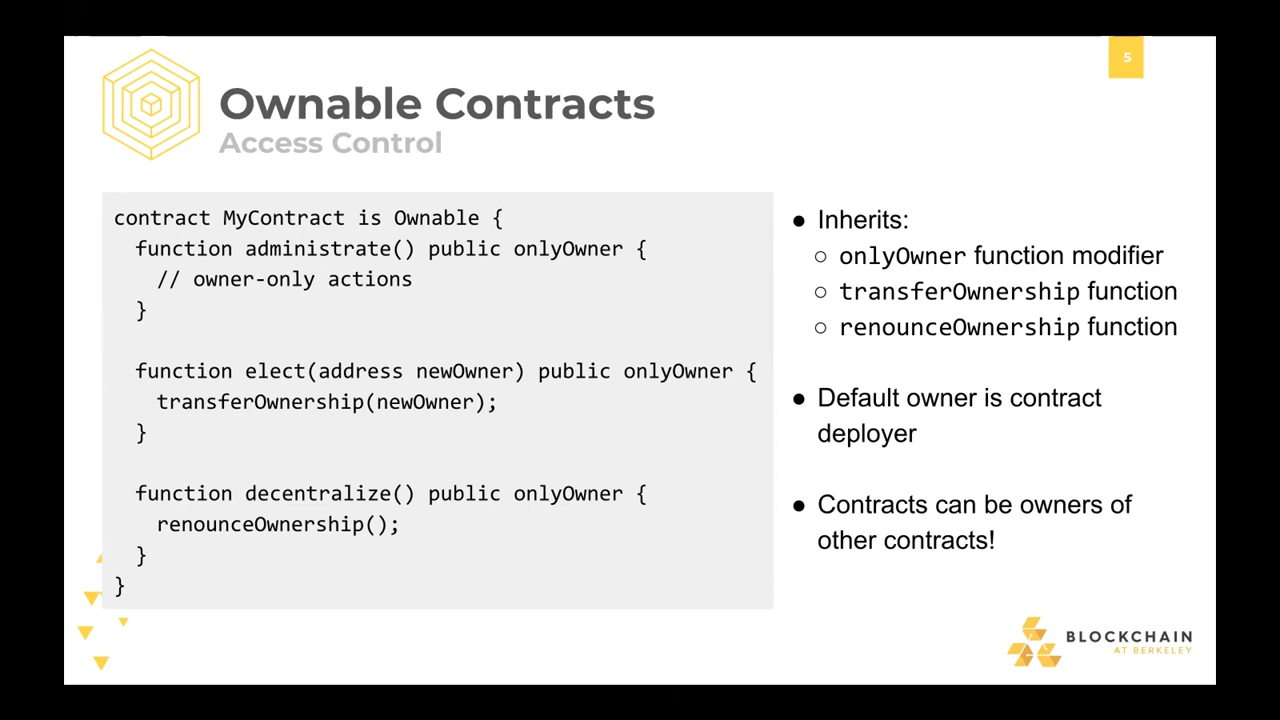 5
Ownable Contracts
Access Control
contract MyContract is Ownable {
  function administrate() public onlyOwner {
    // owner-only actions
  }

  function elect(address newOwner) public onlyOwner {
    transferOwnership(newOwner);
  }

  function decentralize() public onlyOwner {
    renounceOwnership();
  }
}
● Inherits:
○ onlyOwner function modifier
○ transferOwnership function
○ renounceOwnership function
● Default owner is contract
deployer
● Contracts can be owners of
other contracts!
BLOCKCHAIN
AT BERKELEY